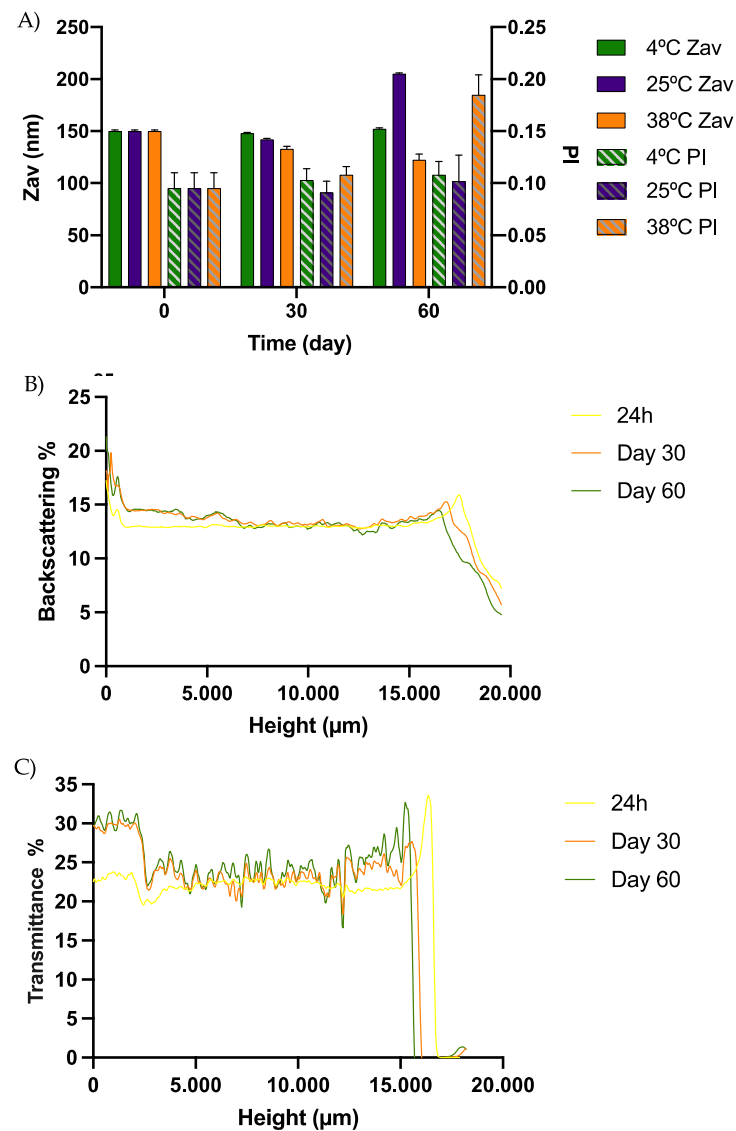 A)
250
200
150
100
50
0
Zav (nm)
0.25
0.20
0.15
0.10
0.05
0.00
PI
0
30
60
Time (day)
4ºC Zav
25ºC Zav
38ºC Zav
4ºC PI
25ºC PI
38ºC PI
B)
25
20
15
10
5
0
Backscattering %
0
5.000
10.000
15.000
20.000
Height (µm)
24h
Day 30
Day 60
C)
35
30
25
20
15
10
5
0
Transmittance %
0
5.000
10.000
15.000
20.000
Height (µm)
24h
Day 30
Day 60